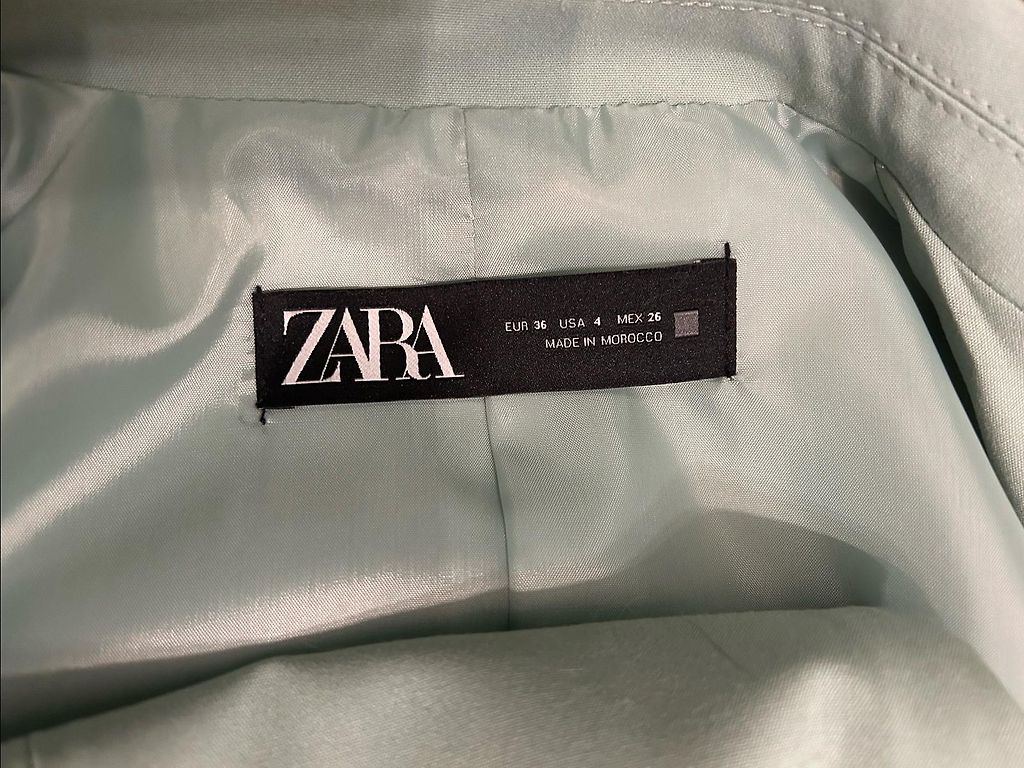 ZARA
EUR 36 USA 4 MEX 26
MADE IN MOROCCO